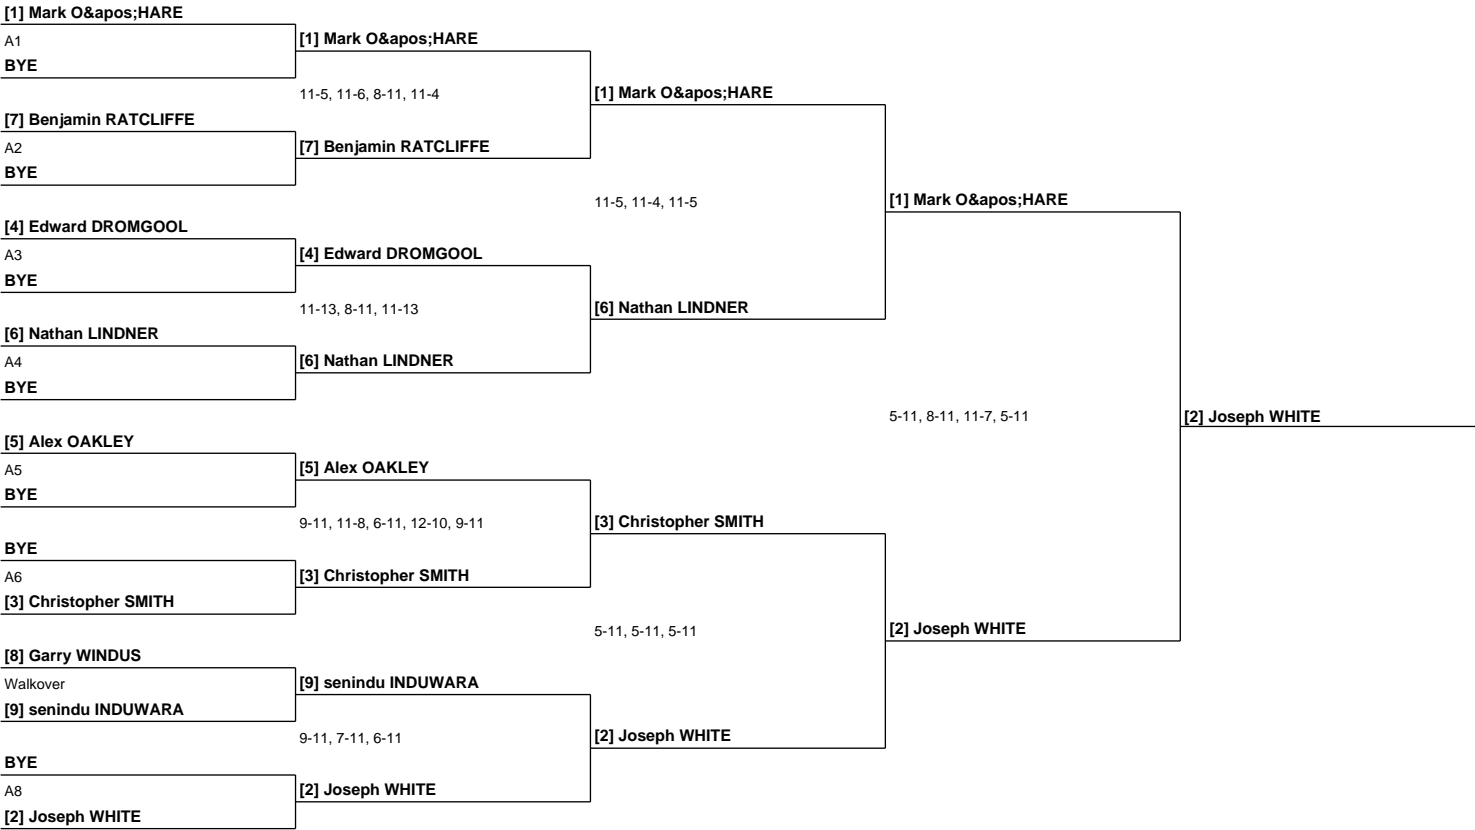 [1] Mark O&apos;HARE
A1
BYE
[7] Benjamin RATCLIFFE
A2
BYE
[4] Edward DROMGOOL
A3
BYE
[6] Nathan LINDNER
A4
BYE
[5] Alex OAKLEY
A5
BYE
BYE
A6
[3] Christopher SMITH
[8] Garry WINDUS
Walkover
[9] senindu INDUWARA
BYE
A8
[2] Joseph WHITE
[1] Mark O&apos;HARE
11-5, 11-6, 8-11, 11-4
[7] Benjamin RATCLIFFE
[4] Edward DROMGOOL
11-13, 8-11, 11-13
[6] Nathan LINDNER
[5] Alex OAKLEY
9-11, 11-8, 6-11, 12-10, 9-11
[3] Christopher SMITH
[9] senindu INDUWARA
9-11, 7-11, 6-11
[2] Joseph WHITE
[1] Mark O&apos;HARE
11-5, 11-4, 11-5
[6] Nathan LINDNER
[3] Christopher SMITH
5-11, 5-11, 5-11
[2] Joseph WHITE
[1] Mark O&apos;HARE
5-11, 8-11, 11-7, 5-11
[2] Joseph WHITE
[2] Joseph WHITE